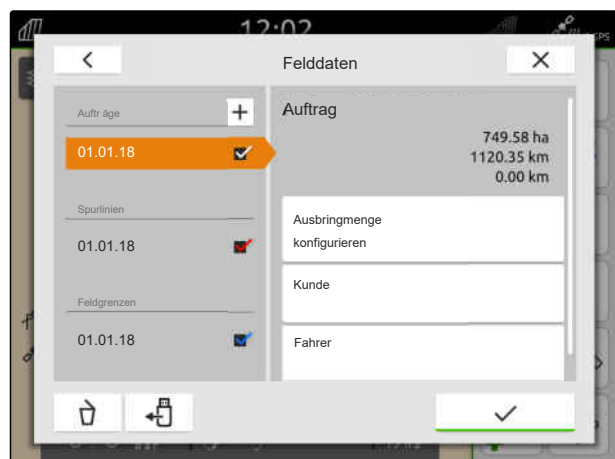 12:02
GPS
Felddaten
Aufträge
01.01.18
Spurlinien
01.01.18
Feldgrenzen
01.01.18
Auftrag
749.58 ha
1120.35 km
0.00 km
Ausbringmenge
konfigurieren
Kunde
Fahrer